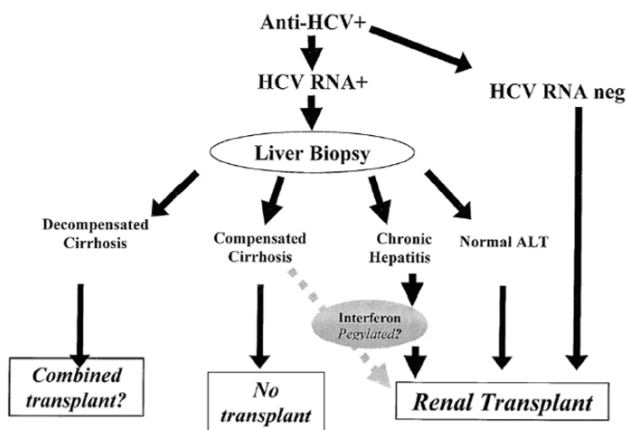 Anti-HCV+
HCV RNA+
HCV RNA neg
Liver Biopsy
Decompensated
Cirrhosis
Compensated
Cirrhosis
Chronic
Hepatitis
Normal ALT
Interferon
Pegylated?
Combined
transplant?
No
transplant
Renal Transplant